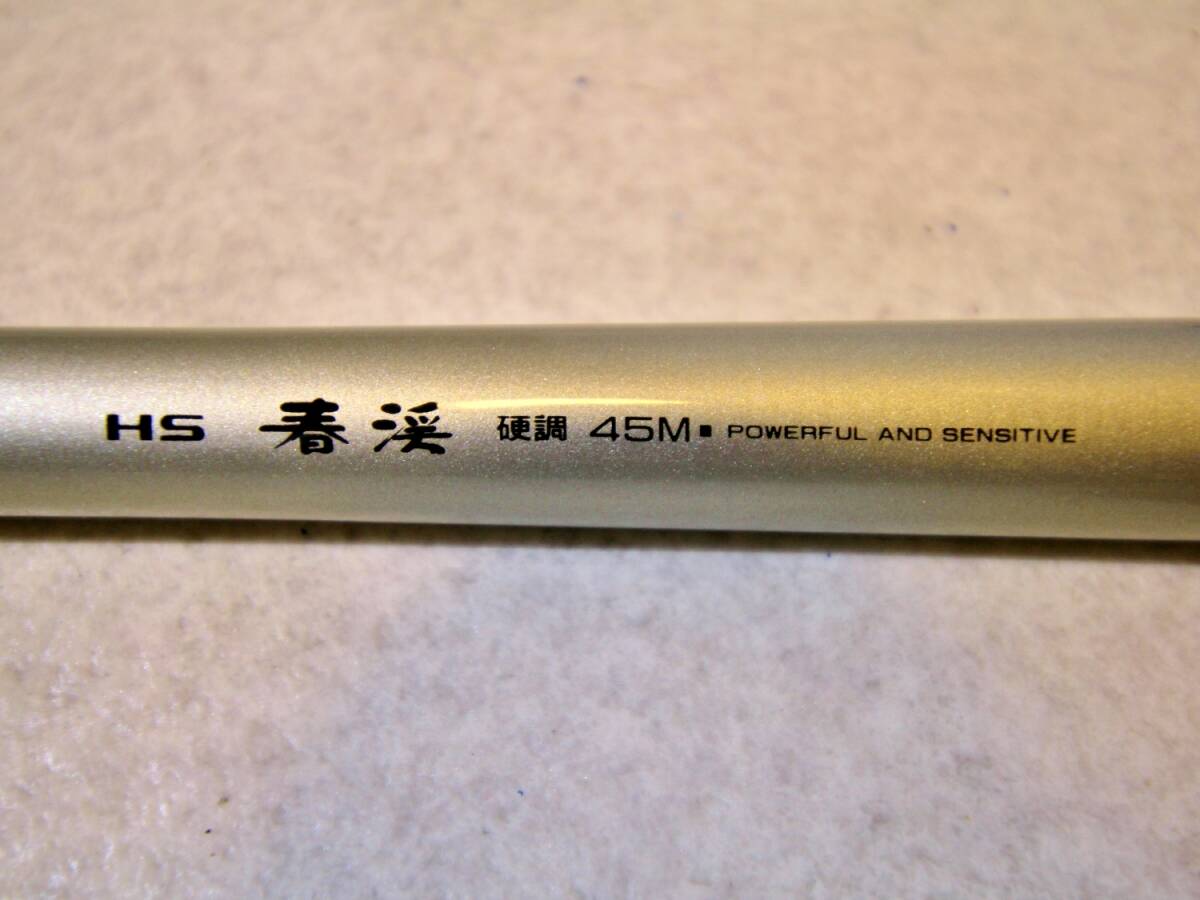 HS 春渓 硬調 45M■ POWERFUL AND SENSITIVE